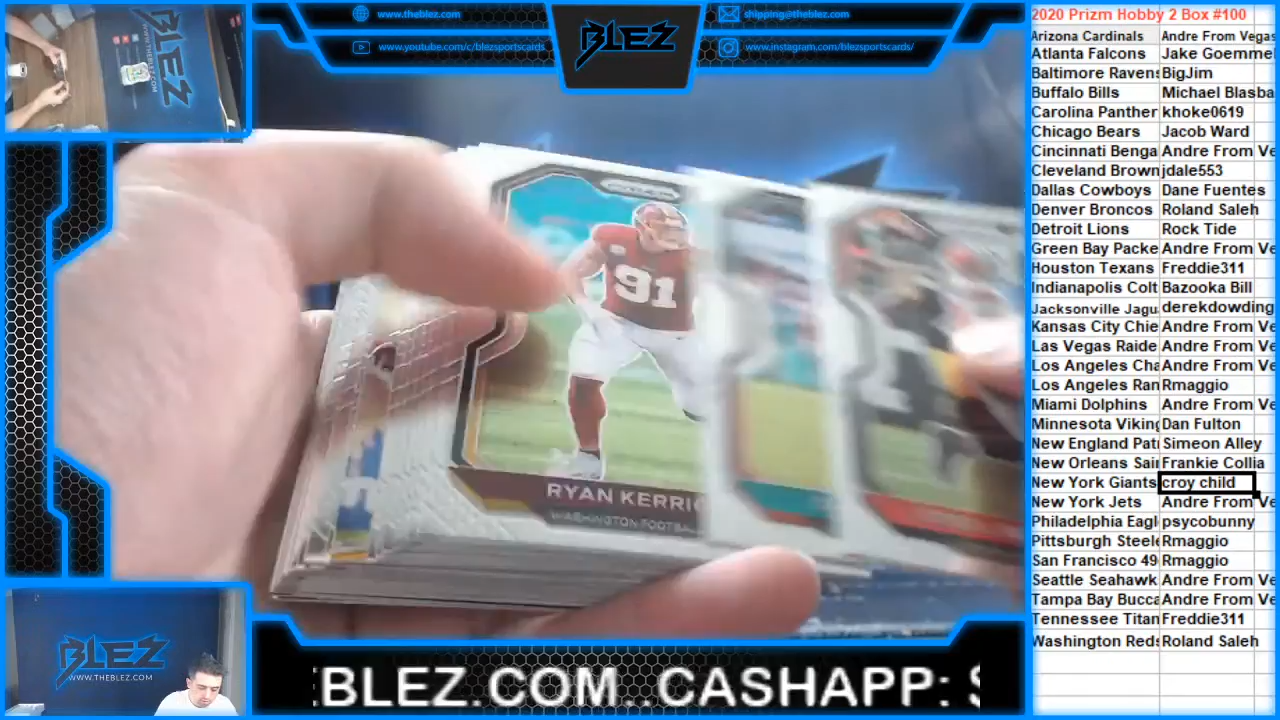 www.theblez.com
shipping@theblez.com
www.youtube.com/c/blezsportscards
www.instagram.com/blezsportscards/
BLEZ
2020 Prizm Hobby 2 Box #100
Arizona Cardinals Andre From Vegas
Atlanta Falcons Jake Goemme
Baltimore Ravens BigJim
Buffalo Bills Michael Blasba
Carolina Panther khoke0619
Chicago Bears Jacob Ward
Cincinnati Benga Andre From Ve
Cleveland Brown jdale553
Dallas Cowboys Dane Fuentes
Denver Broncos Roland Saleh
Detroit Lions Rock Tide
Green Bay Packe Andre From Ve
Houston Texans Freddie311
Indianapolis Colt Bazooka Bill
Jacksonville Jagu derekdowding
Kansas City Chie Andre From Ve
Las Vegas Raide Andre From Ve
Los Angeles Cha Andre From Ve
Los Angeles Ran Rmaggio
Miami Dolphins Andre From Ve
Minnesota Viking Dan Fulton
New England Pat Simeon Alley
New Orleans Sai Frankie Collia
New York Giants croy child
New York Jets Andre From Ve
Philadelphia Eagl psycobunny
Pittsburgh Steele Rmaggio
San Francisco 49 Rmaggio
Seattle Seahawk Andre From Ve
Tampa Bay Bucca Andre From Ve
Tennessee Titan Freddie311
Washington Reds Roland Saleh
91
RYAN KERRIG
WASHINGTON FOOTBA
BLEZ
BLEZ
WWW.THEBLEZ.COM
BLEZ.COM..CASHAPP: $